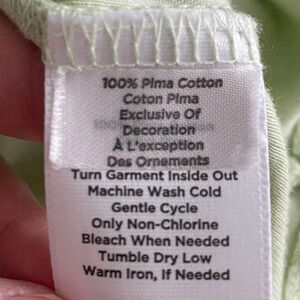 100% Pima Cotton
Coton Pima
Exclusive Of
Decoration
À L'exception
Des Ornements
Turn Garment Inside Out
Machine Wash Cold
Gentle Cycle
Only Non-Chlorine
Bleach When Needed
Tumble Dry Low
Warm Iron, If Needed